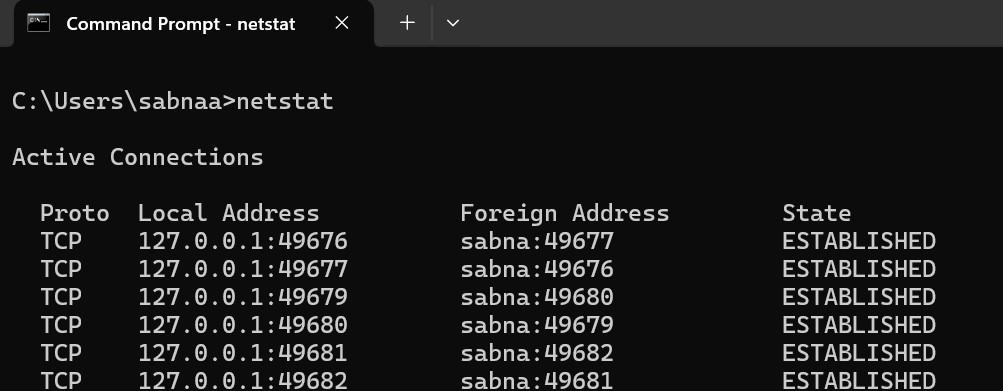 Command Prompt - netstat
C:\Users\sabnaa>netstat
Active Connections
Proto  Local Address          Foreign Address        State
TCP    127.0.0.1:49676        sabna:49677            ESTABLISHED
TCP    127.0.0.1:49677        sabna:49676            ESTABLISHED
TCP    127.0.0.1:49679        sabna:49680            ESTABLISHED
TCP    127.0.0.1:49680        sabna:49679            ESTABLISHED
TCP    127.0.0.1:49681        sabna:49682            ESTABLISHED
TCP    127.0.0.1:49682        sabna:49681            ESTABLISHED